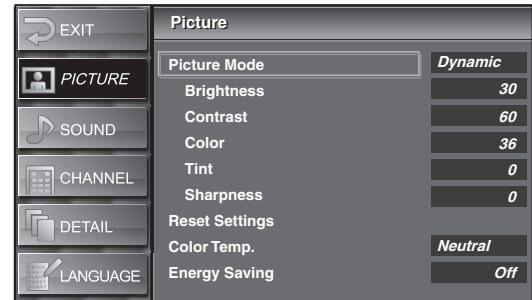 EXIT
PICTURE
SOUND
CHANNEL
DETAIL
LANGUAGE
Picture
Picture Mode Dynamic
Brightness 30
Contrast 60
Color 36
Tint 0
Sharpness 0
Reset Settings
Color Temp. Neutral
Energy Saving Off